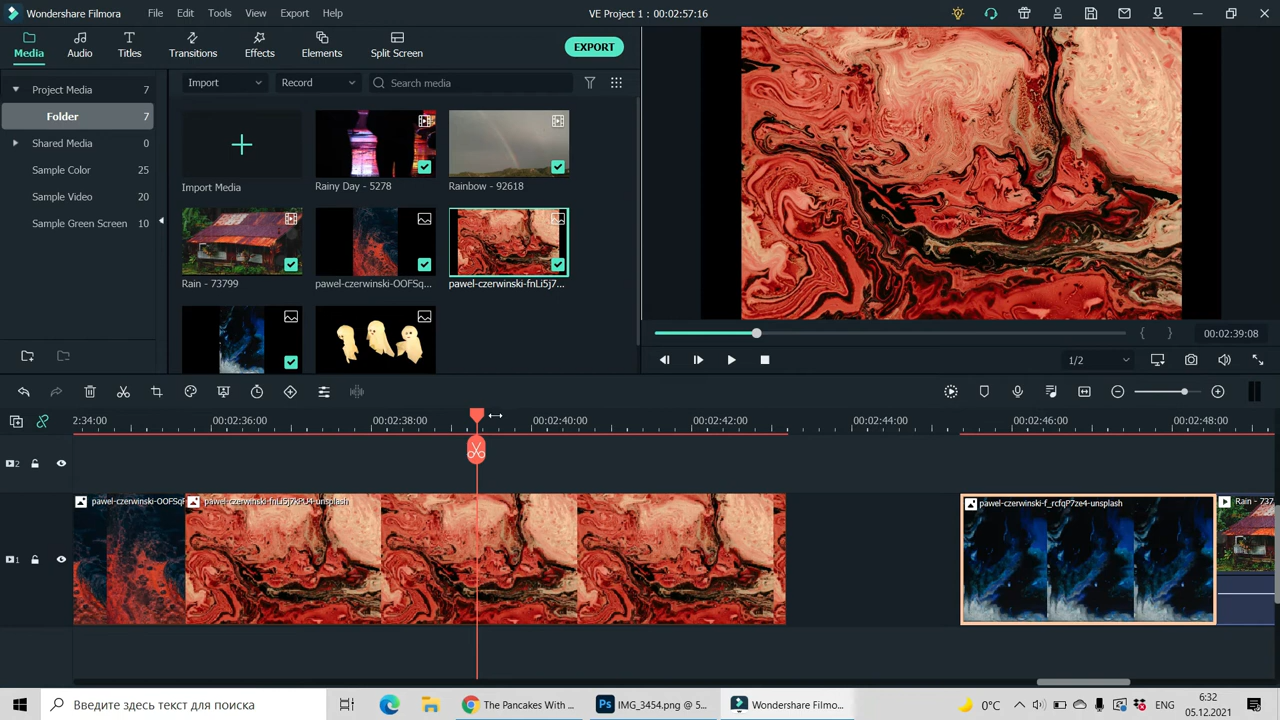 Wondershare Filmora
File
Edit
Tools
View
Export
Help
VE Project 1 : 00:02:57:16
Media
Audio
Titles
Transitions
Effects
Elements
Split Screen
EXPORT
Project Media 7
Folder 7
Shared Media 0
Sample Color 25
Sample Video 20
Sample Green Screen 10
Import
Record
Search media
Import Media
Rainy Day - 5278
Rainbow - 92618
Rain - 73799
pawel-czerwinski-OOFSq...
pawel-czerwinski-fnLi5j7...
00:02:39:08
1/2
2:34:00
00:02:36:00
00:02:38:00
00:02:40:00
00:02:42:00
00:02:44:00
00:02:46:00
00:02:48:00
2
1
pawel-czerwinski-OOFSqP
pawel-czerwinski-fnLi5j7kPU4-unsplash
pawel-czerwinski-f_rcfqP7ze4-unsplash
Rain - 737
Введите здесь текст для поиска
The Pancakes With ...
Ps IMG_3454.png @ 5...
Wondershare Filmo...
0°C
ENG
6:32
05.12.2021